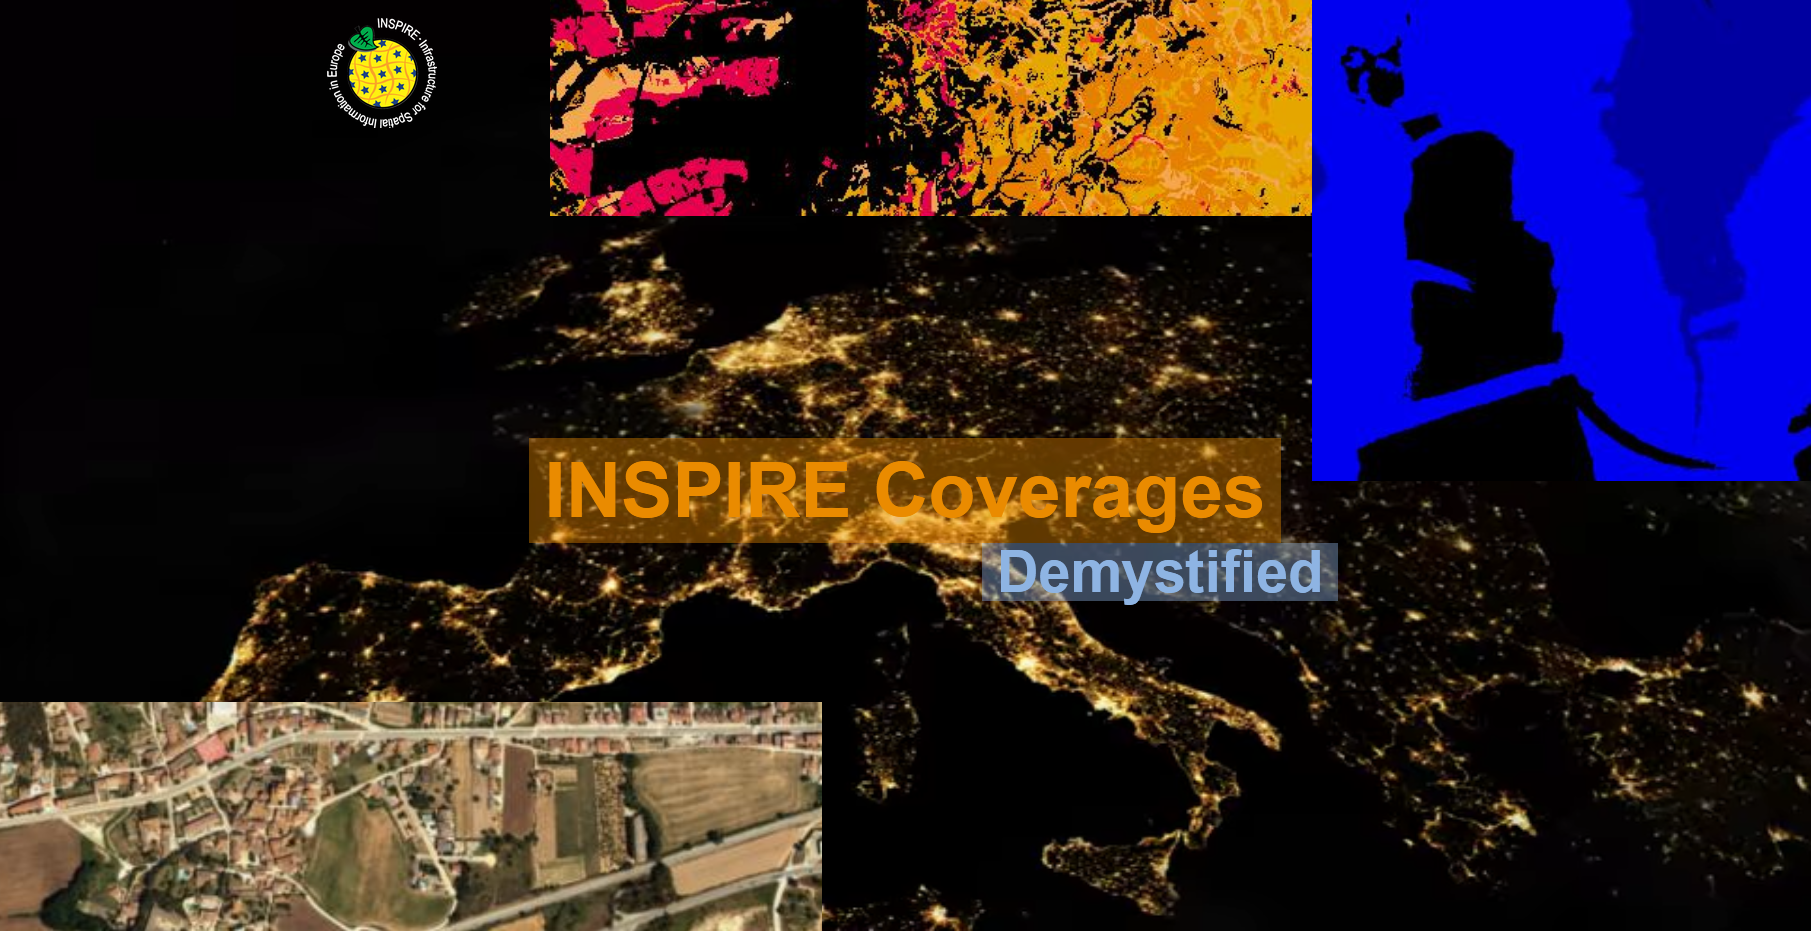 INSPIRE · Infrastructure for Spatial Information in Europe
INSPIRE Coverages
Demystified